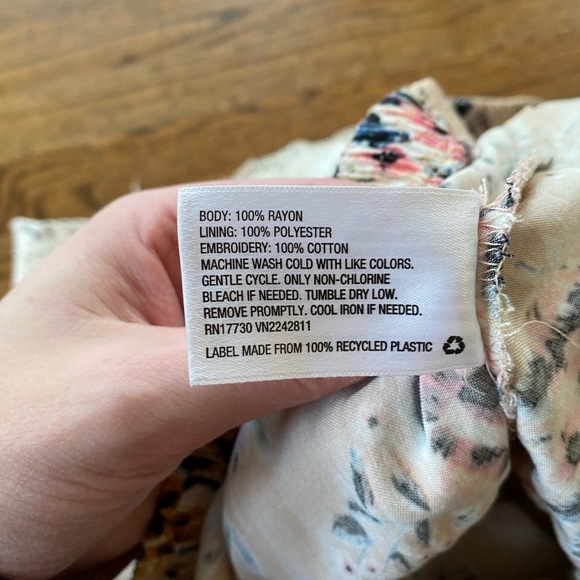 BODY: 100% RAYON
LINING: 100% POLYESTER
EMBROIDERY: 100% COTTON
MACHINE WASH COLD WITH LIKE COLORS.
GENTLE CYCLE. ONLY NON-CHLORINE
BLEACH IF NEEDED. TUMBLE DRY LOW.
REMOVE PROMPTLY. COOL IRON IF NEEDED.
RN17730 VN2242811
LABEL MADE FROM 100% RECYCLED PLASTIC